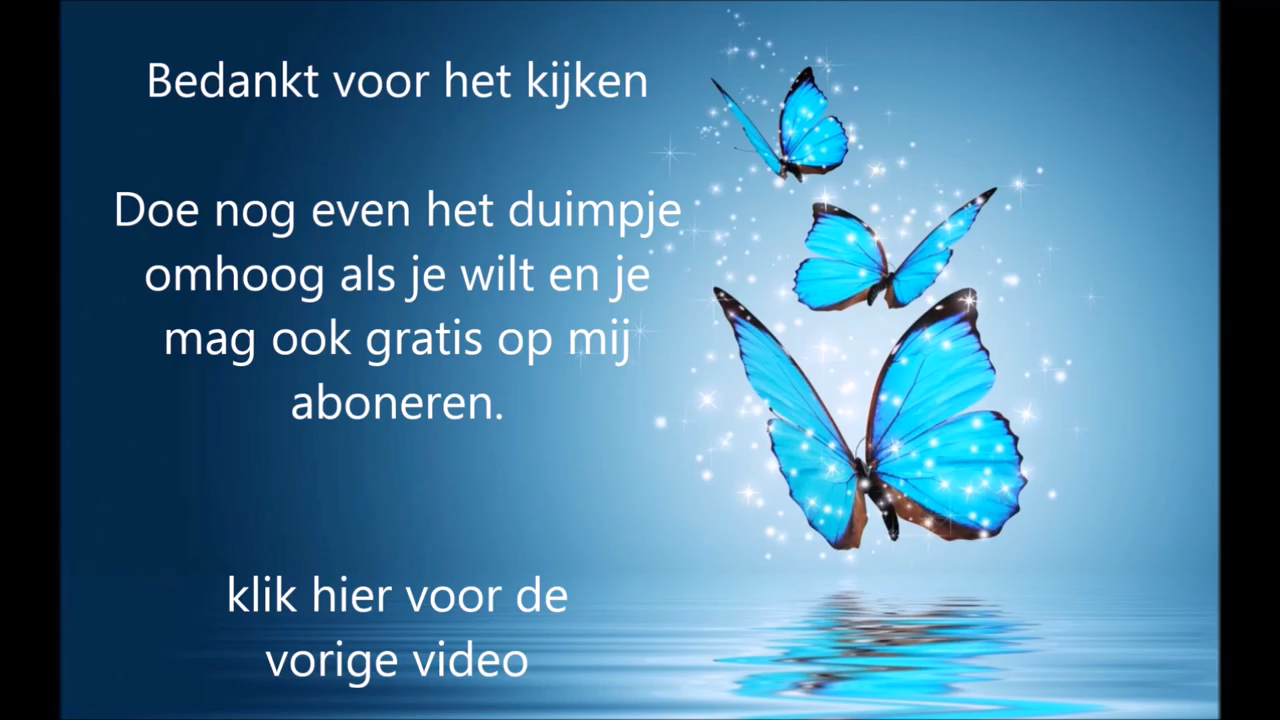 Bedankt voor het kijken
Doe nog even het duimpje
omhoog als je wilt en je
mag ook gratis op mij
aboneren.
klik hier voor de
vorige video